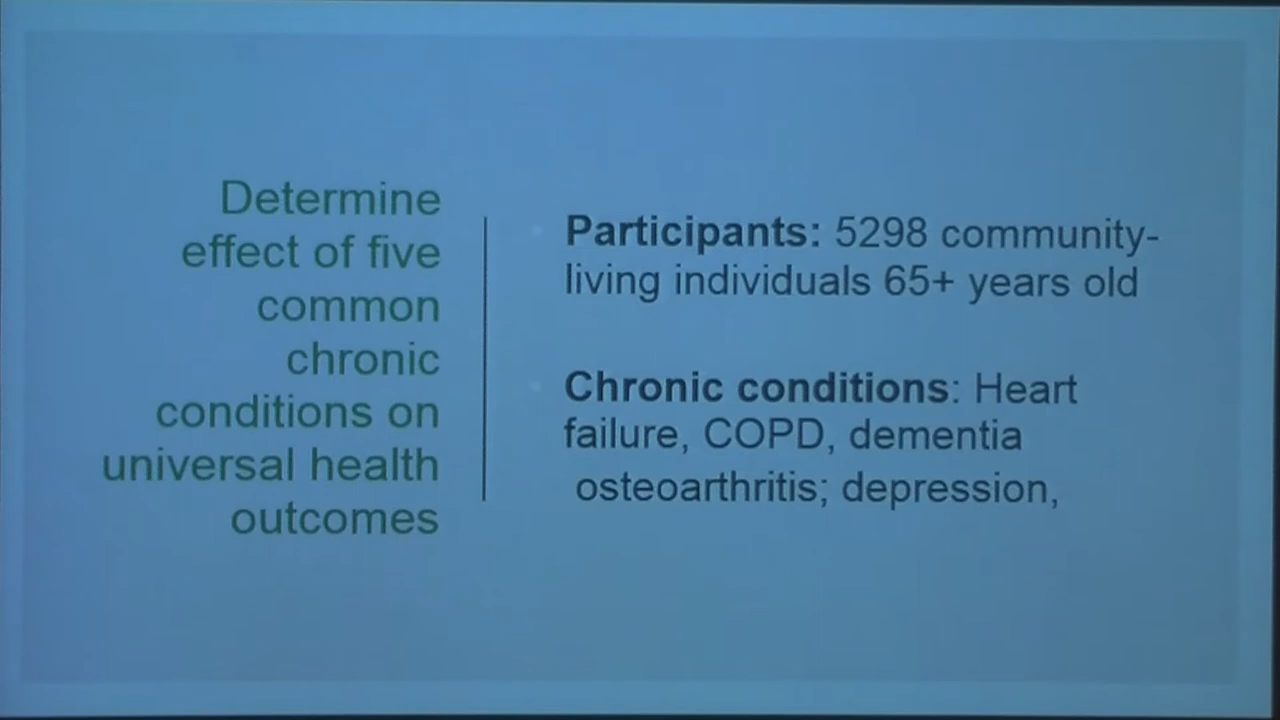 Determine
effect of five
common
chronic
conditions on
universal health
outcomes
Participants: 5298 community-
living individuals 65+ years old
Chronic conditions: Heart
failure, COPD, dementia
osteoarthritis; depression,